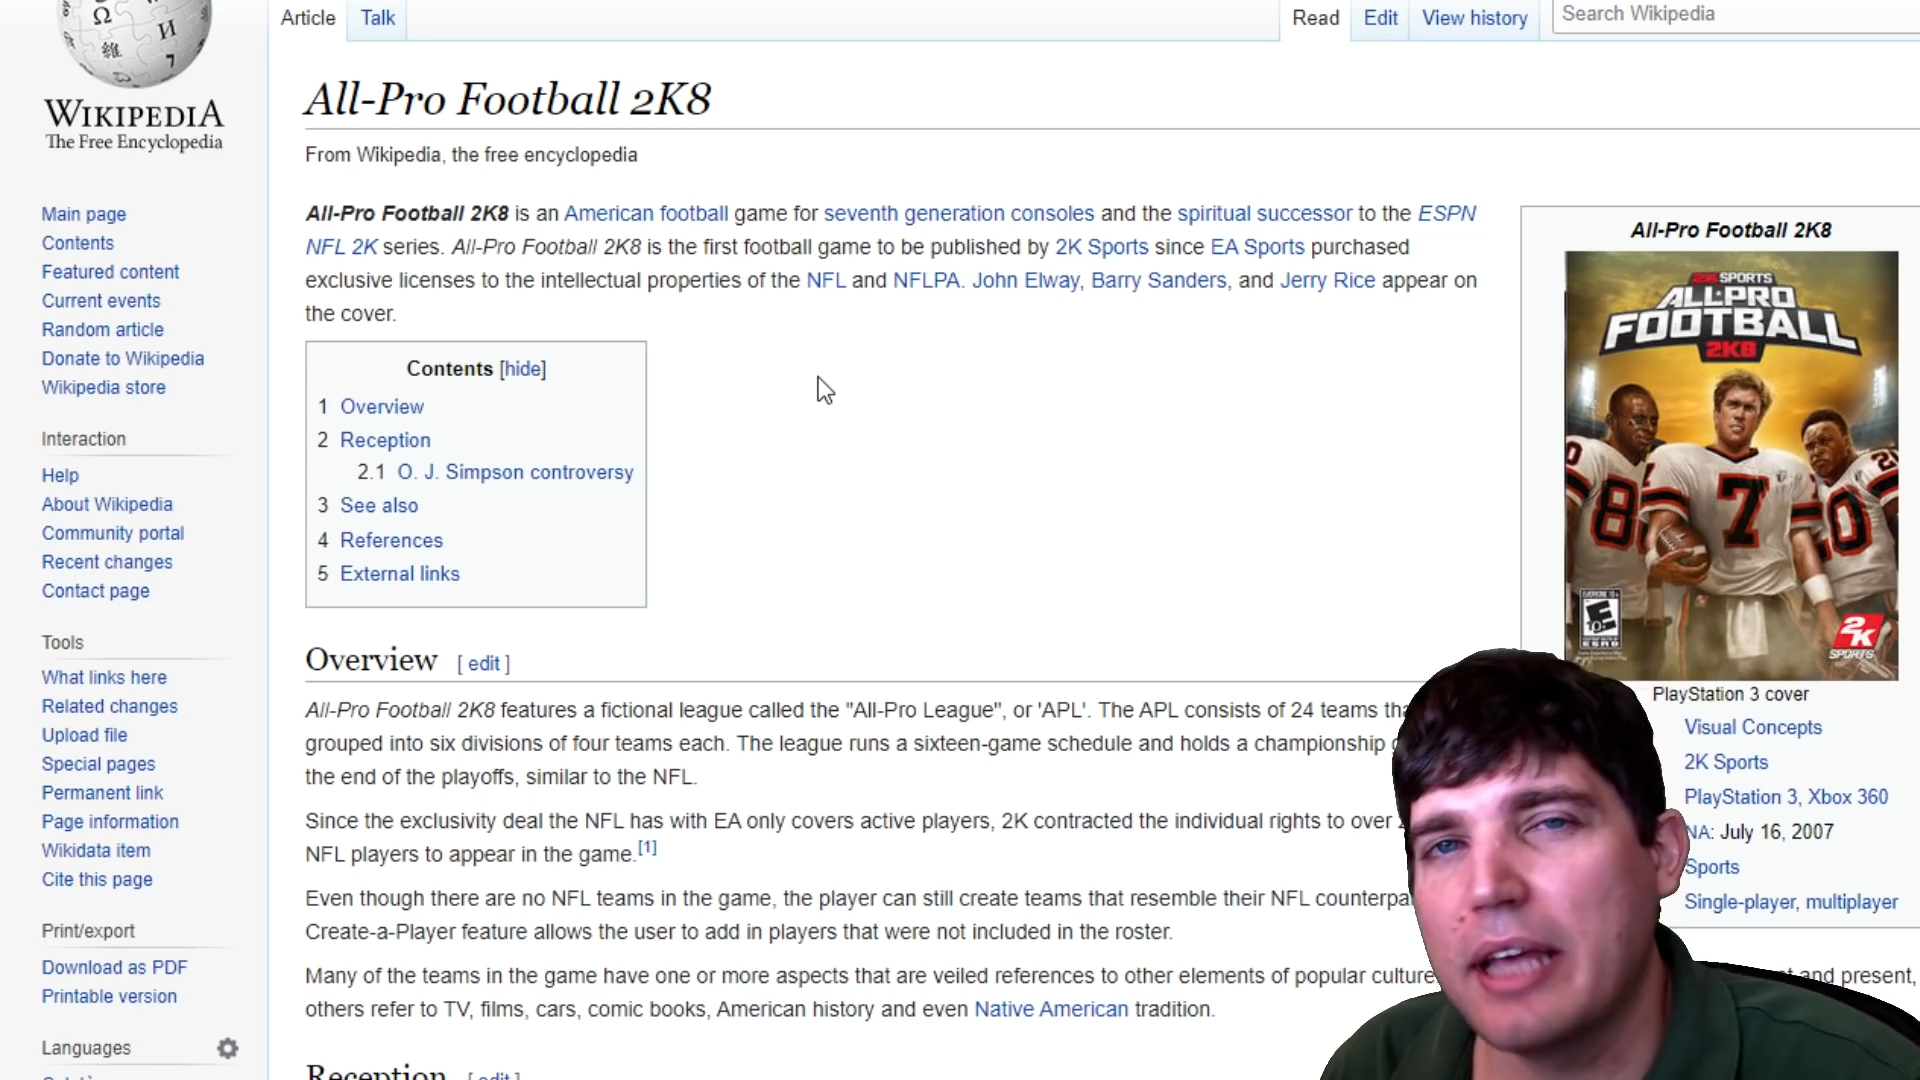 Article Talk Read Edit View history Search Wikipedia
WIKIPEDIA
The Free Encyclopedia
Main page
Contents
Featured content
Current events
Random article
Donate to Wikipedia
Wikipedia store
Interaction
Help
About Wikipedia
Community portal
Recent changes
Contact page
Tools
What links here
Related changes
Upload file
Special pages
Permanent link
Page information
Wikidata item
Cite this page
Print/export
Download as PDF
Printable version
Languages
All-Pro Football 2K8
From Wikipedia, the free encyclopedia
All-Pro Football 2K8 is an American football game for seventh generation consoles and the spiritual successor to the ESPN
NFL 2K series. All-Pro Football 2K8 is the first football game to be published by 2K Sports since EA Sports purchased
exclusive licenses to the intellectual properties of the NFL and NFLPA. John Elway, Barry Sanders, and Jerry Rice appear on
the cover.
Contents [hide]
1 Overview
2 Reception
2.1 O. J. Simpson controversy
3 See also
4 References
5 External links
Overview [ edit ]
All-Pro Football 2K8 features a fictional league called the "All-Pro League", or 'APL'. The APL consists of 24 teams
grouped into six divisions of four teams each. The league runs a sixteen-game schedule and holds a championship
the end of the playoffs, similar to the NFL.
Since the exclusivity deal the NFL has with EA only covers active players, 2K contracted the individual rights to over
NFL players to appear in the game.[1]
Even though there are no NFL teams in the game, the player can still create teams that resemble their NFL
Create-a-Player feature allows the user to add in players that were not included in the roster.
Many of the teams in the game have one or more aspects that are veiled references to other elements of popular culture and present,
others refer to TV, films, cars, comic books, American history and even Native American tradition.
Reception [ edit ]
All-Pro Football 2K8
2K SPORTS
ALL-PRO
FOOTBALL
2K8
7
2K
SPORTS
PlayStation 3 cover
Visual Concepts
2K Sports
PlayStation 3, Xbox 360
NA: July 16, 2007
Sports
Single-player, multiplayer